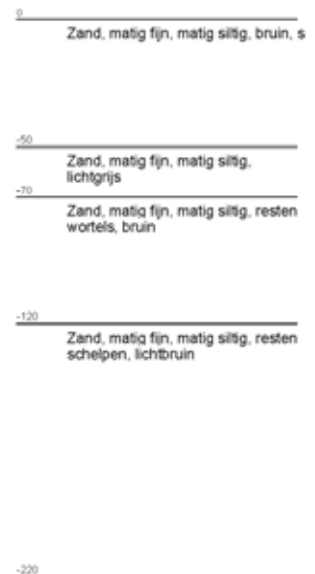 0
Zand, matig fijn, matig siltig, bruin, s
-50
Zand, matig fijn, matig siltig,
lichtgrijs
-70
Zand, matig fijn, matig siltig, resten
wortels, bruin
-120
Zand, matig fijn, matig siltig, resten
schelpen, lichtbruin
-220